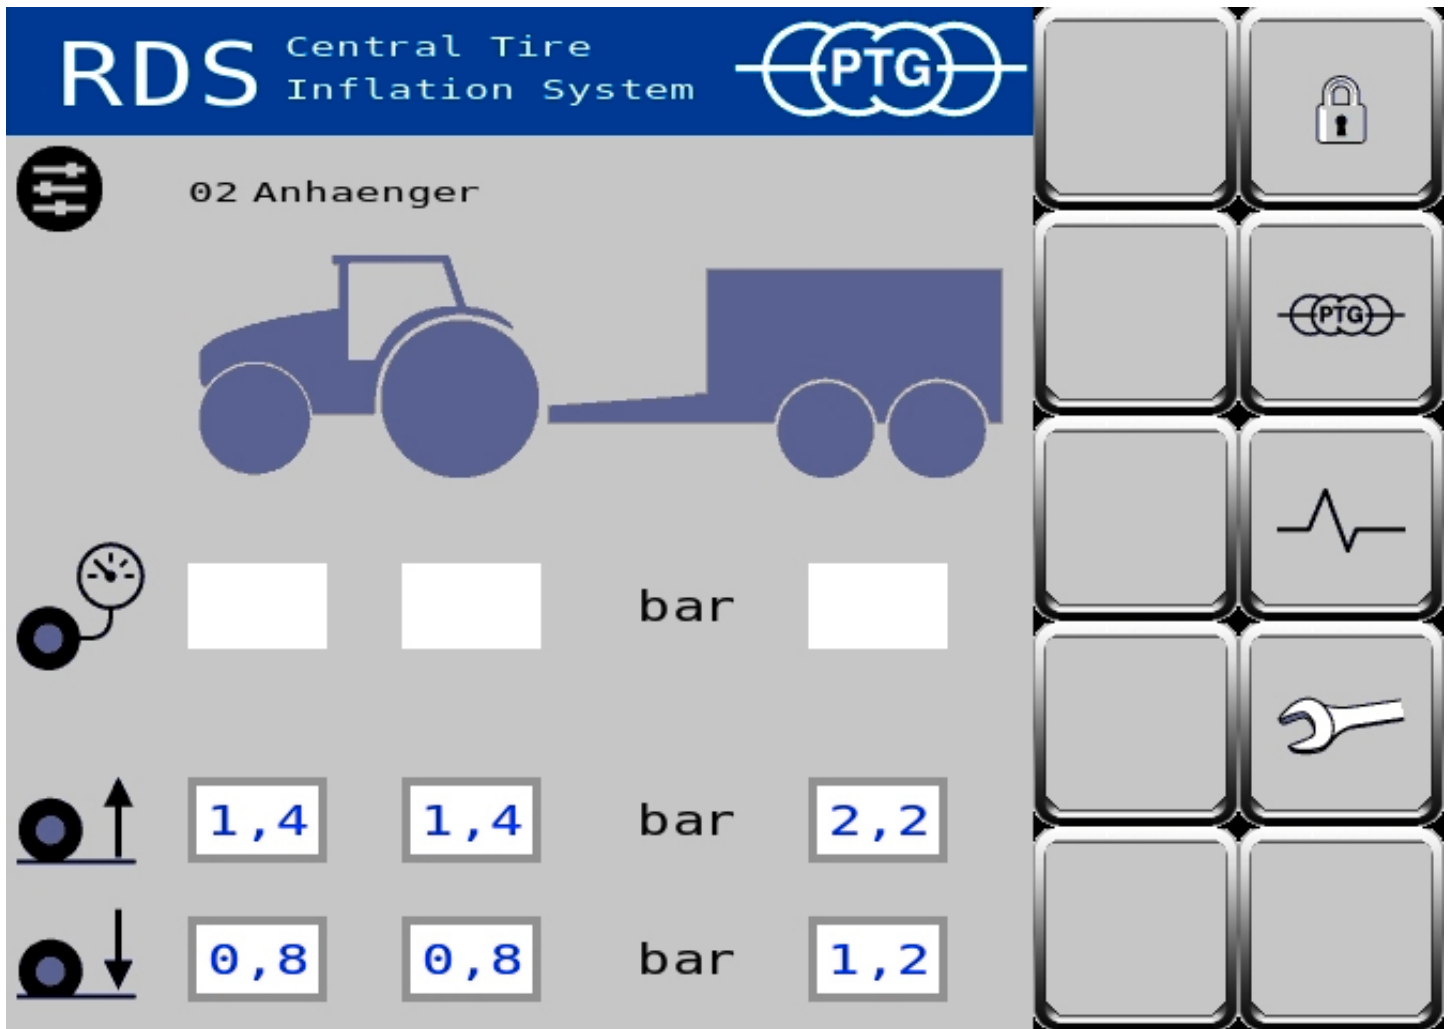 RDS Central Tire
Inflation System
PTG
02 Anhaenger
PTG
bar
1,4 1,4 bar 2,2
0,8 0,8 bar 1,2